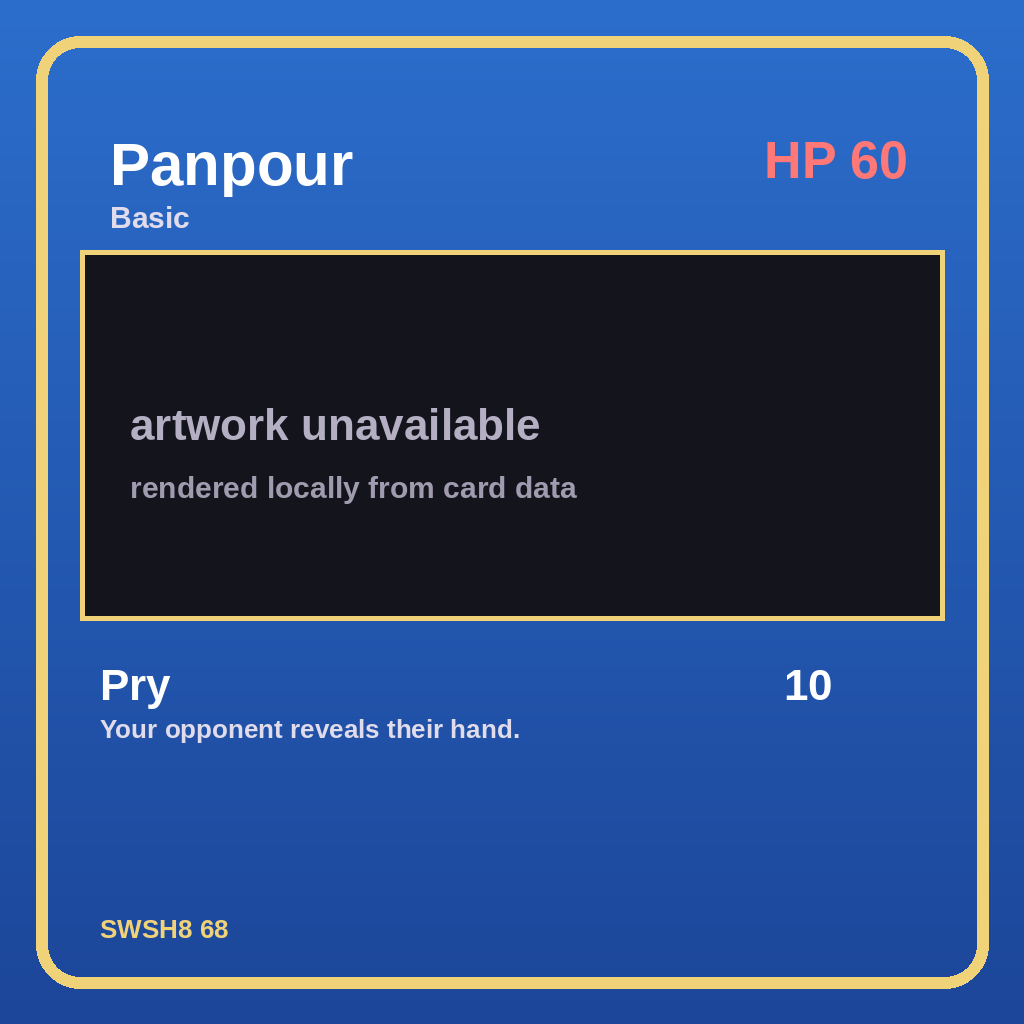 Panpour
HP 60
Basic
artwork unavailable
rendered locally from card data
Pry
10
Your opponent reveals their hand.
SWSH8 68